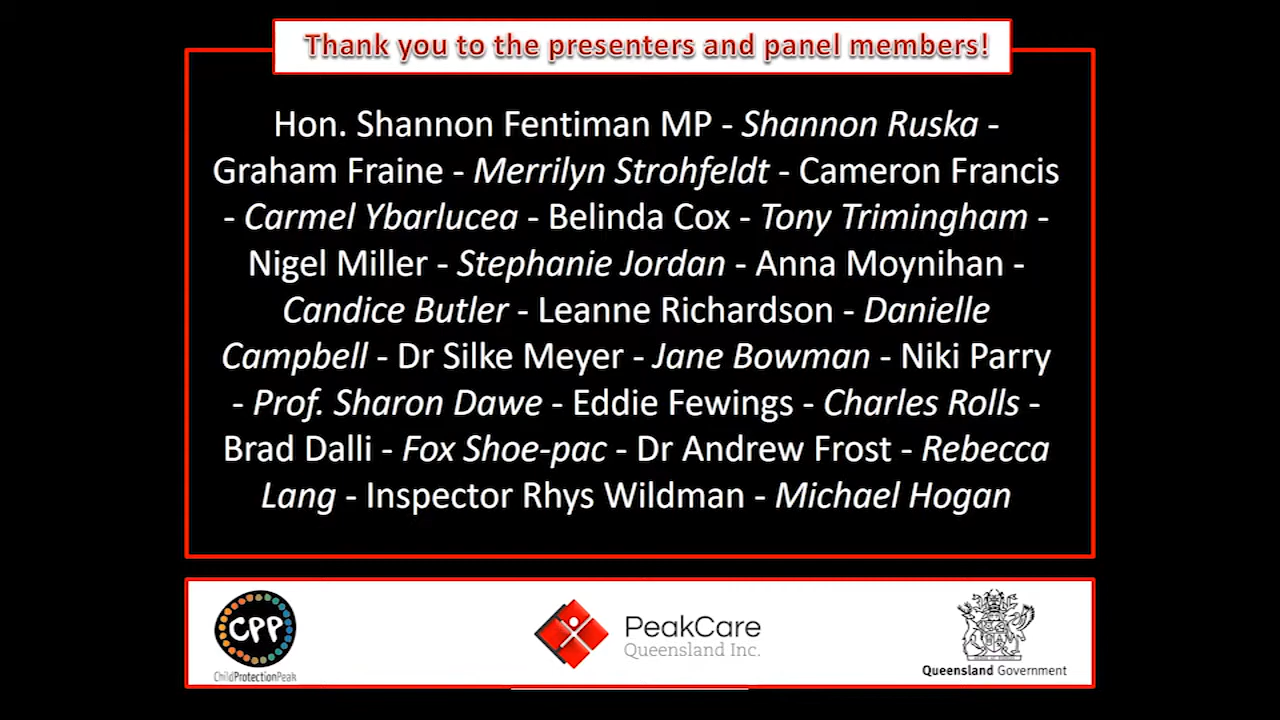 Thank you to the presenters and panel members!
Hon. Shannon Fentiman MP - Shannon Ruska -
Graham Fraine - Merrilyn Strohfeldt - Cameron Francis
- Carmel Ybarlucea - Belinda Cox - Tony Trimingham -
Nigel Miller - Stephanie Jordan - Anna Moynihan -
Candice Butler - Leanne Richardson - Danielle
Campbell - Dr Silke Meyer - Jane Bowman - Niki Parry
- Prof. Sharon Dawe - Eddie Fewings - Charles Rolls -
Brad Dalli - Fox Shoe-pac - Dr Andrew Frost - Rebecca
Lang - Inspector Rhys Wildman - Michael Hogan
CPP
ChildProtectionPeak
PeakCare
Queensland Inc.
Queensland Government